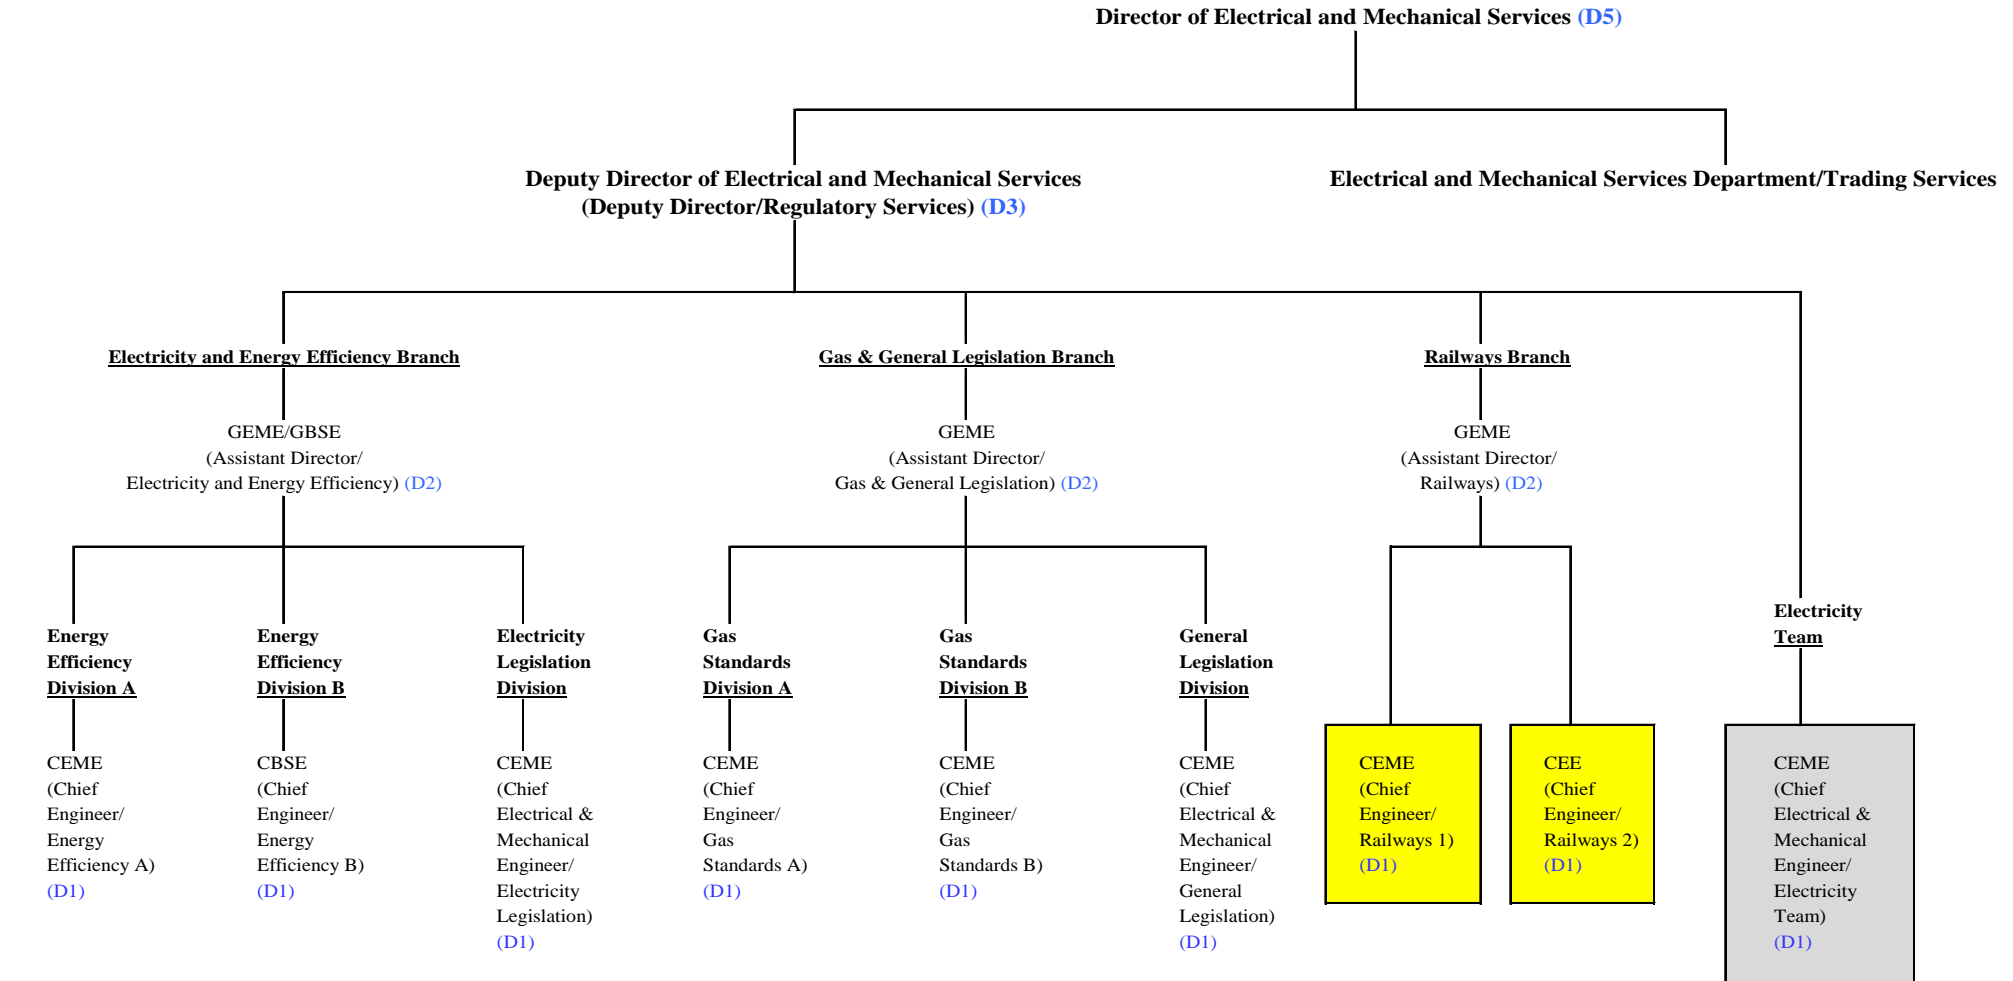 Director of Electrical and Mechanical Services (D5)
Deputy Director of Electrical and Mechanical Services
(Deputy Director/Regulatory Services) (D3)
Electrical and Mechanical Services Department/Trading Services
Electricity and Energy Efficiency Branch
GEME/GBSE
(Assistant Director/
Electricity and Energy Efficiency) (D2)
Gas & General Legislation Branch
GEME
(Assistant Director/
Gas & General Legislation) (D2)
Railways Branch
GEME
(Assistant Director/
Railways) (D2)
Energy
Efficiency
Division A
CEME
(Chief
Engineer/
Energy
Efficiency A)
(D1)
Energy
Efficiency
Division B
CBSE
(Chief
Engineer/
Energy
Efficiency B)
(D1)
Electricity
Legislation
Division
CEME
(Chief
Electrical &
Mechanical
Engineer/
Electricity
Legislation)
(D1)
Gas
Standards
Division A
CEME
(Chief
Engineer/
Gas
Standards A)
(D1)
Gas
Standards
Division B
CEME
(Chief
Engineer/
Gas
Standards B)
(D1)
General
Legislation
Division
CEME
(Chief
Electrical &
Mechanical
Engineer/
General
Legislation)
(D1)
CEME
(Chief
Engineer/
Railways 1)
(D1)
CEE
(Chief
Engineer/
Railways 2)
(D1)
Electricity
Team
CEME
(Chief
Electrical &
Mechanical
Engineer/
Electricity
Team)
(D1)